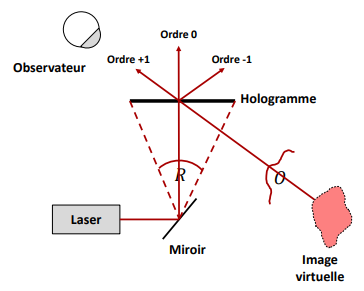 Ordre 0
Observateur
Ordre +1
Ordre -1
Hologramme
R
O
Laser
Miroir
Image
virtuelle